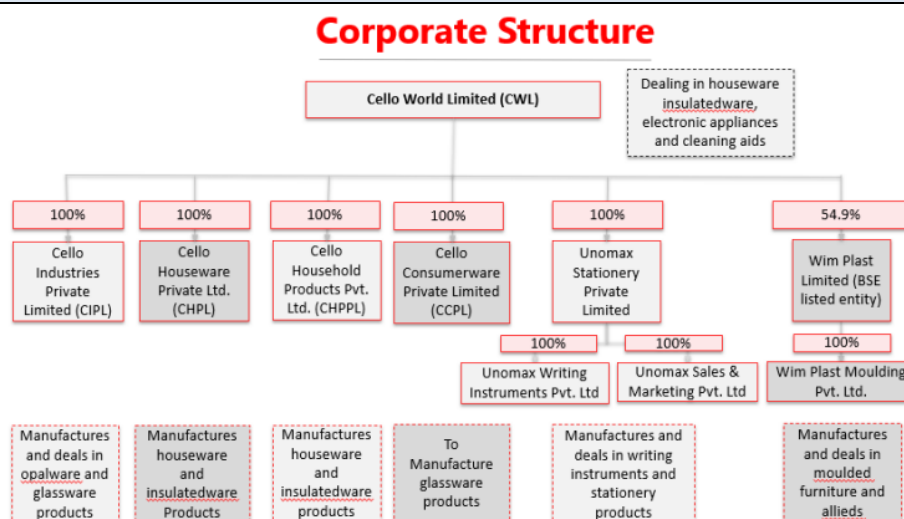 Corporate Structure
Cello World Limited (CWL)
Dealing in houseware
insulatedware,
electronic appliances
and cleaning aids
100%
100%
100%
100%
100%
54.9%
Cello
Industries
Private
Limited (CIPL)
Cello
Houseware
Private Ltd.
(CHPL)
Cello
Household
Products Pvt.
Ltd. (CHPPL)
Cello
Consumerware
Private Limited
(CCPL)
Unomax
Stationery
Private
Limited
Wim Plast
Limited (BSE
listed entity)
100%
100%
100%
Unomax Writing
Instruments Pvt. Ltd
Unomax Sales &
Marketing Pvt. Ltd
Wim Plast Moulding
Pvt. Ltd.
Manufactures
and deals in
opalware and
glassware
products
Manufactures
houseware
and
insulatedware
Products
Manufactures
houseware
and
insulatedware
products
To
Manufacture
glassware
products
Manufactures and
deals in writing
instruments and
stationery
products
Manufactures
and deals in
moulded
furniture and
allieds